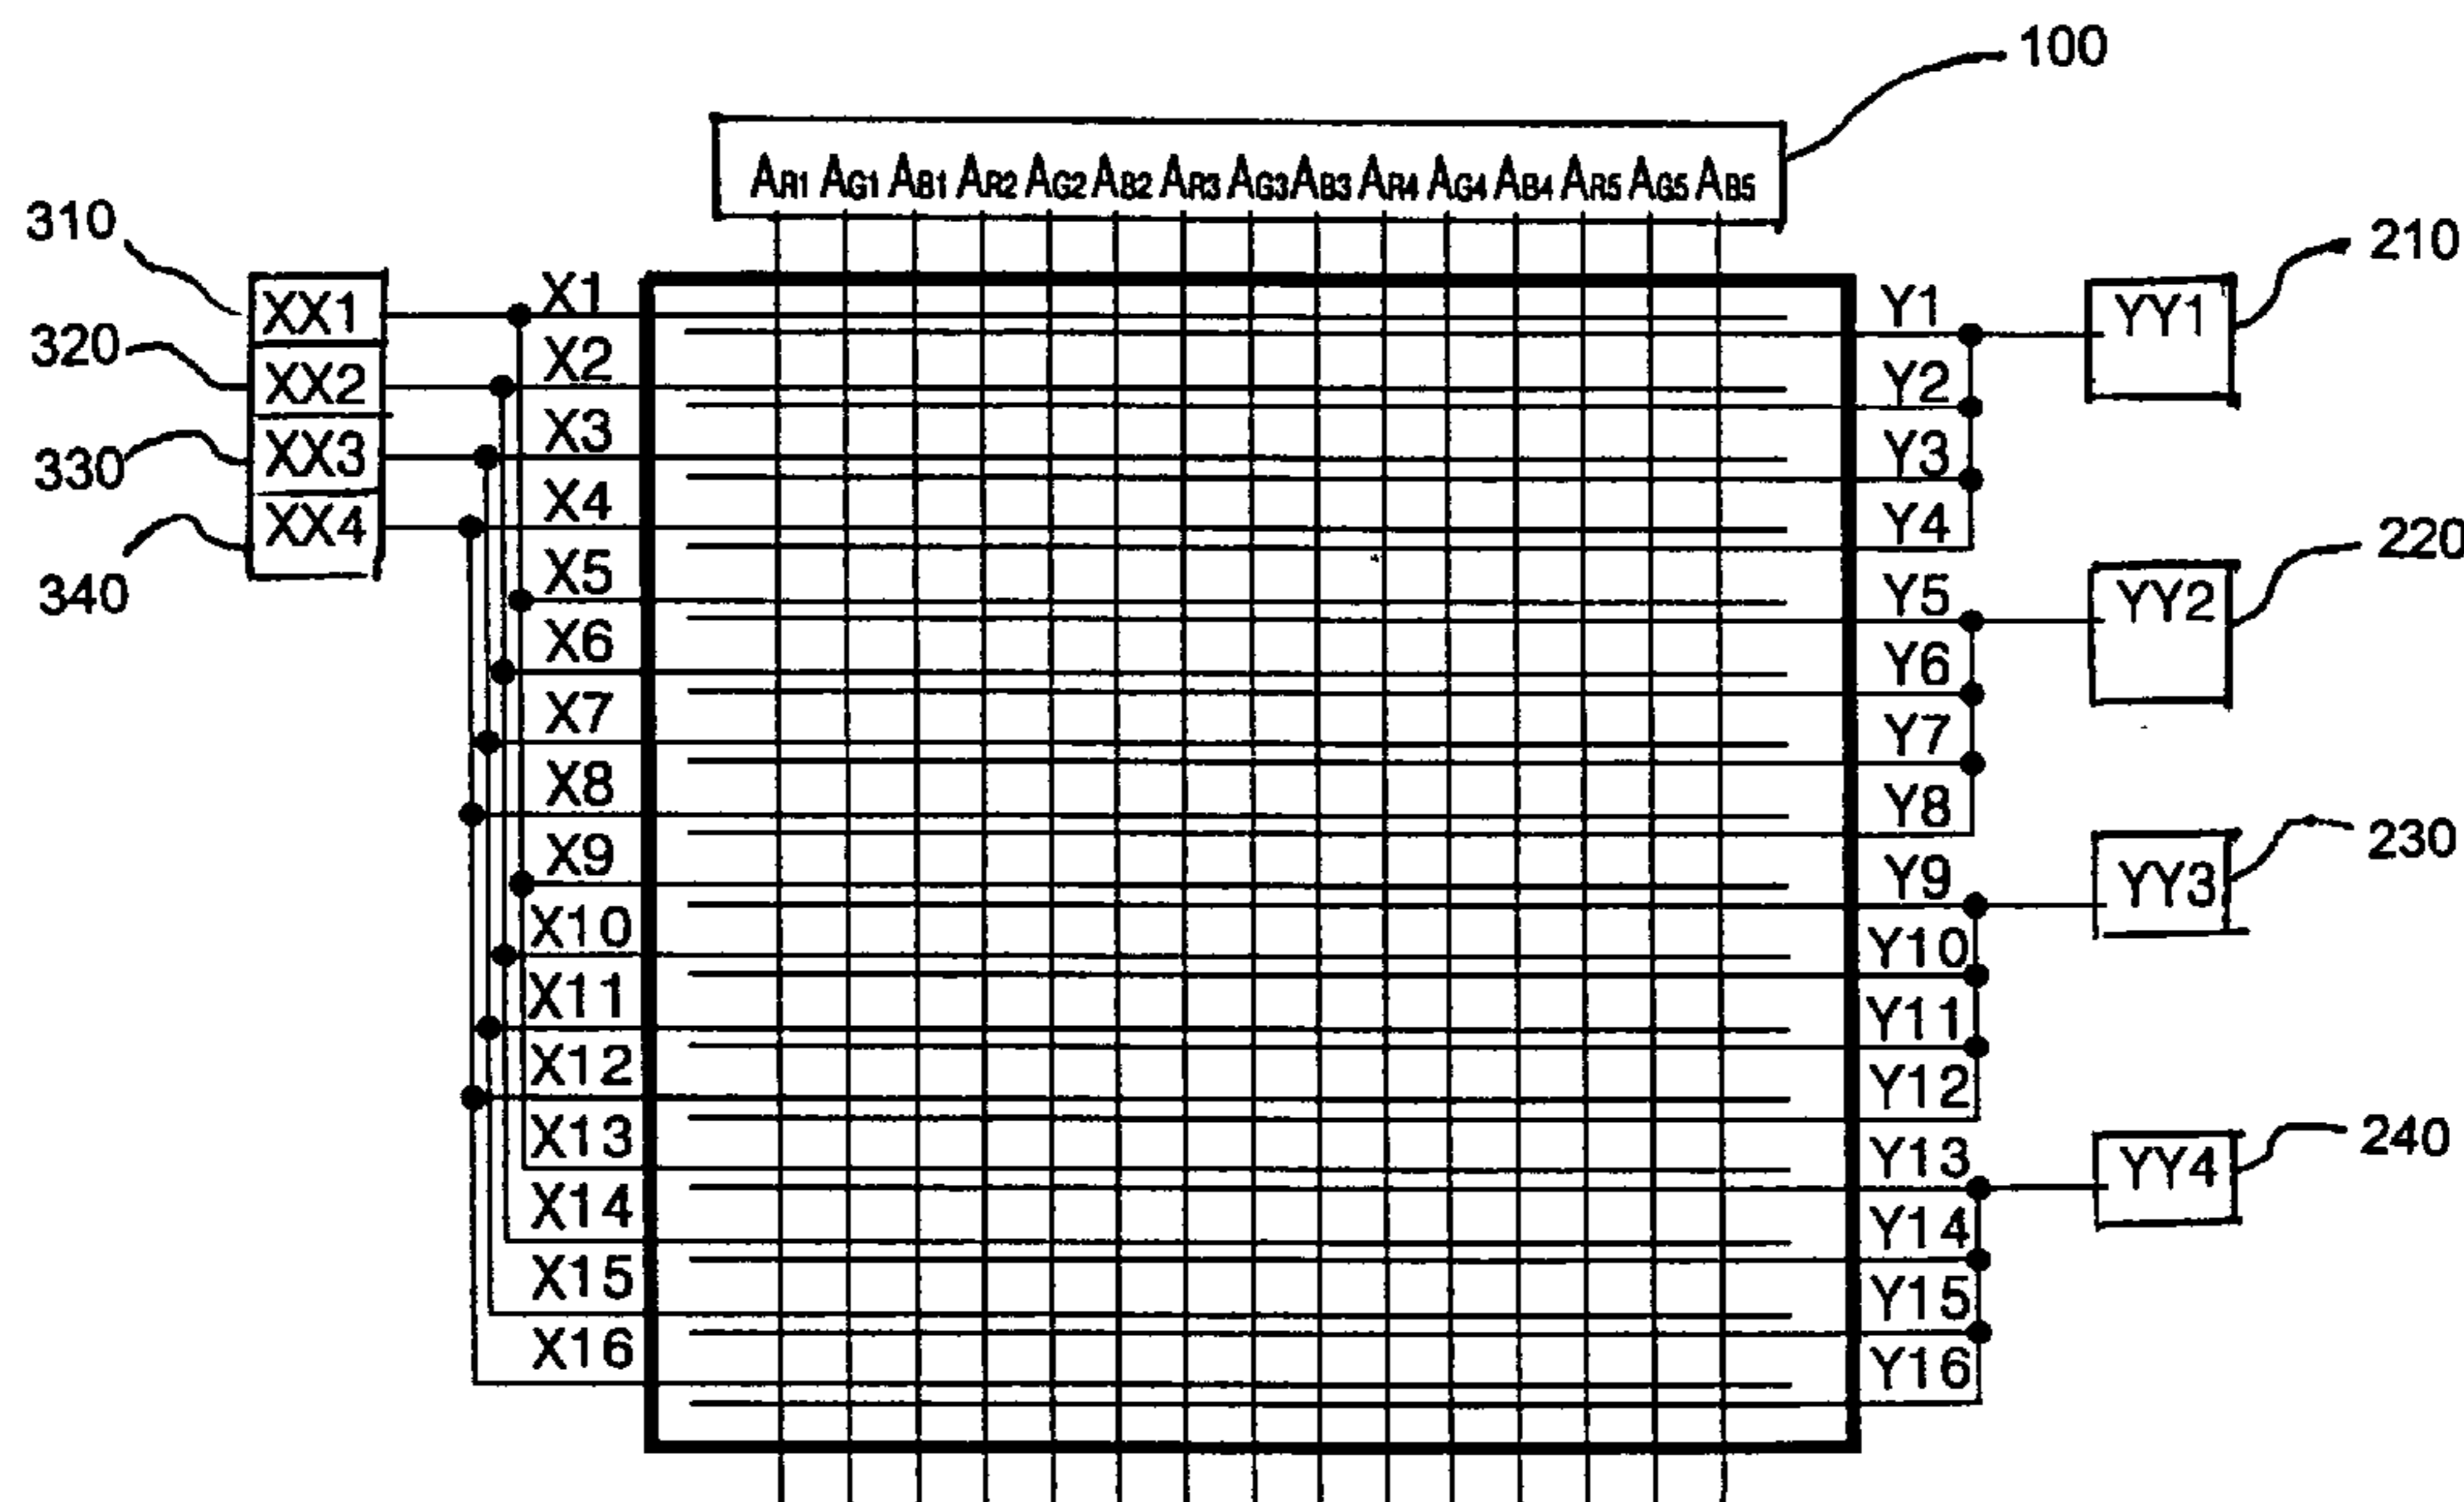 100
AR1 AG1 AB1 AR2 AG2 AB2 AR3 AG3 AB3 AR4 AG4 AB4 AR5 AG5 AB5
310
320
330
340
XX1
XX2
XX3
XX4
X1
X2
X3
X4
X5
X6
X7
X8
X9
X10
X11
X12
X13
X14
X15
X16
Y1
Y2
Y3
Y4
Y5
Y6
Y7
Y8
Y9
Y10
Y11
Y12
Y13
Y14
Y15
Y16
YY1
YY2
YY3
YY4
210
220
230
240